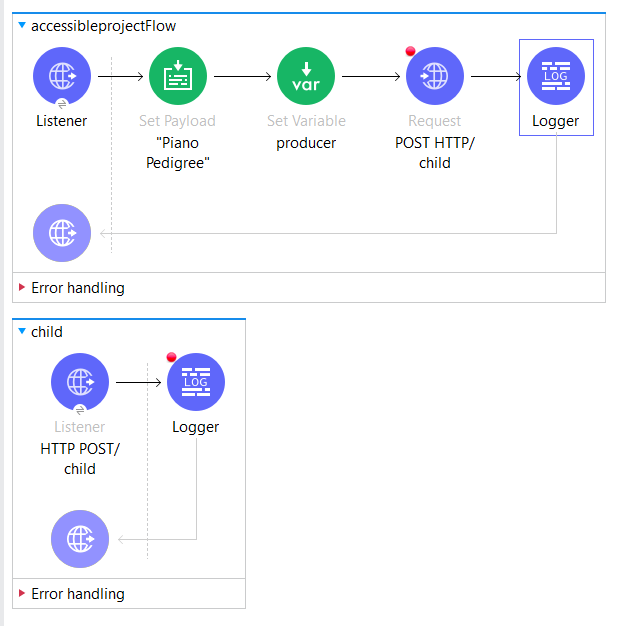 accessibleprojectFlow
Listener
Set Payload
"Piano
Pedigree"
var
Set Variable
producer
Request
POST HTTP/
child
LOG
Logger
Error handling
child
Listener
HTTP POST/
child
LOG
Logger
Error handling